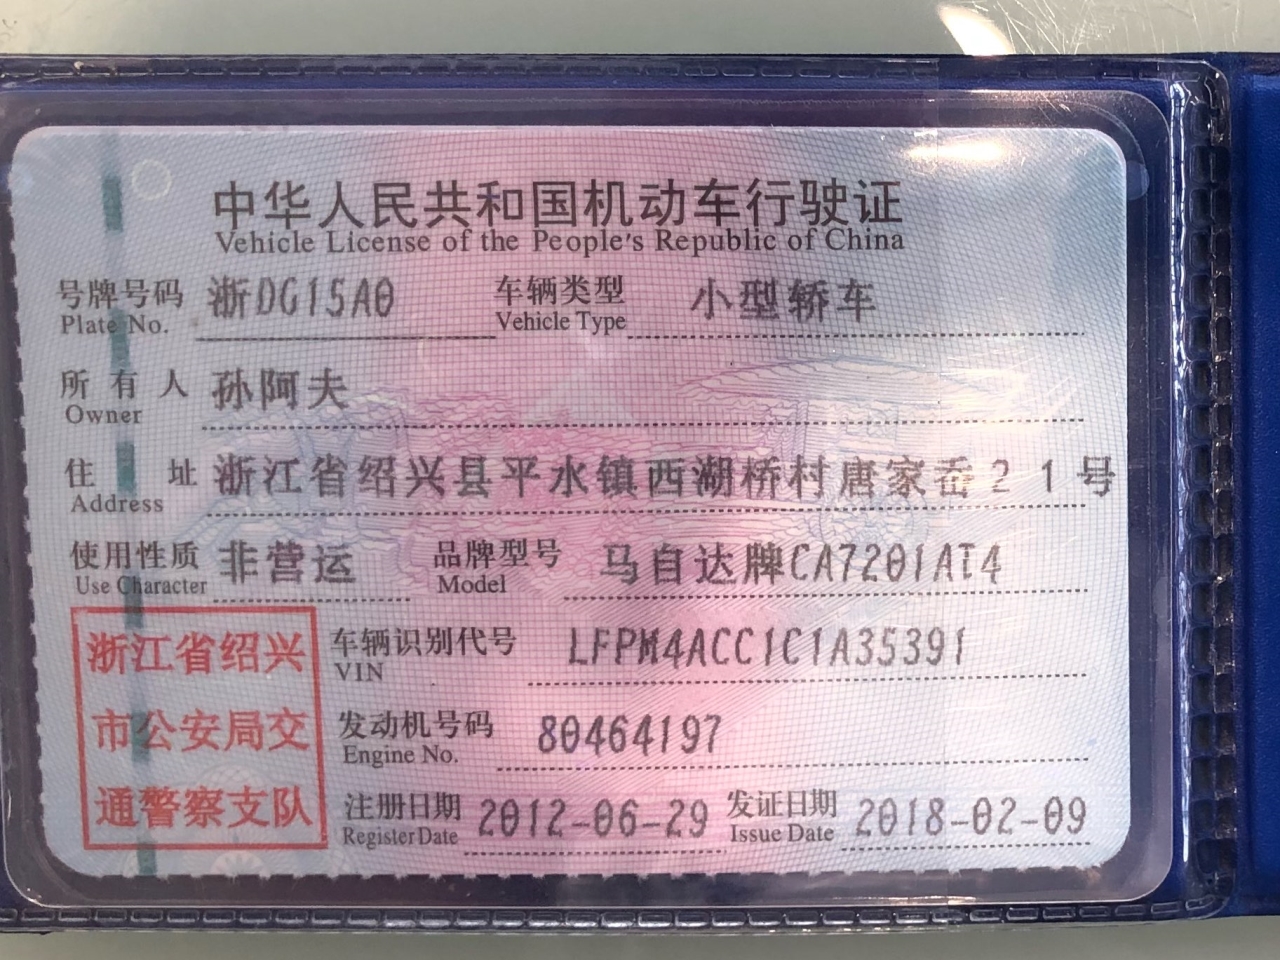 中华人民共和国机动车行驶证
Vehicle License of the People's Republic of China
号牌号码 浙DG15A0 车辆类型 小型轿车
Plate No. Vehicle Type
所有人 孙阿夫
Owner
住址 浙江省绍兴县平水镇西湖桥村唐家岙21号
Address
使用性质 非营运 品牌型号 马自达牌CA7201AT4
Use Character Model
浙江省绍兴
市公安局交
通警察支队
车辆识别代号 LFPM4ACC1C1A35391
VIN
发动机号码 80464197
Engine No.
注册日期 2012-06-29 发证日期 2018-02-09
Register Date Issue Date